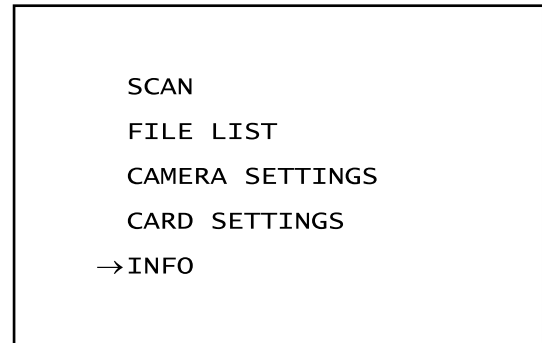 SCAN
FILE LIST
CAMERA SETTINGS
CARD SETTINGS
→INFO